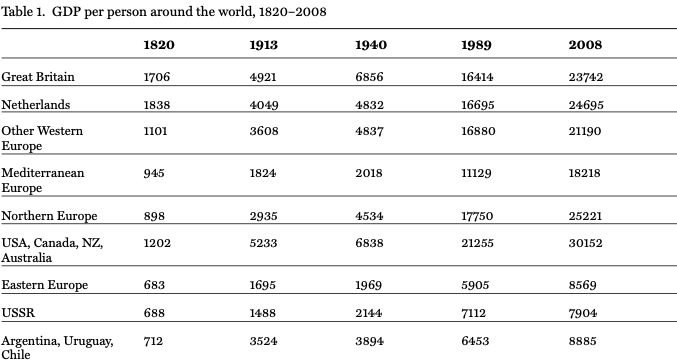 Table 1. GDP per person around the world, 1820–2008
1820 1913 1940 1989 2008
Great Britain 1706 4921 6856 16414 23742
Netherlands 1838 4049 4832 16695 24695
Other Western 1101 3608 4837 16880 21190
Europe
Mediterranean 945 1824 2018 11129 18218
Europe
Northern Europe 898 2935 4534 17750 25221
USA, Canada, NZ, 1202 5233 6838 21255 30152
Australia
Eastern Europe 683 1695 1969 5905 8569
USSR 688 1488 2144 7112 7904
Argentina, Uruguay, 712 3524 3894 6453 8885
Chile